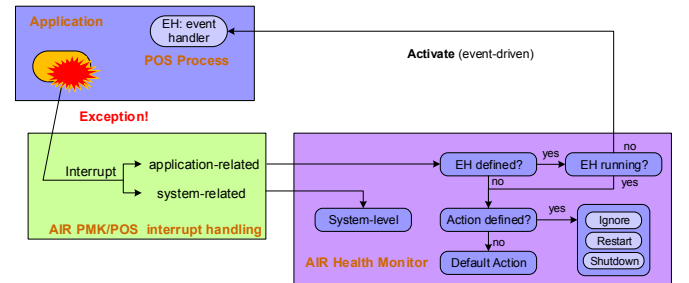 Application
EH: event
handler
POS Process
Activate (event-driven)
Exception!
Interrupt
application-related
system-related
AIR PMK/POS interrupt handling
EH defined?
yes
EH running?
no
no
yes
System-level
Action defined?
yes
Ignore
Restart
Shutdown
no
Default Action
AIR Health Monitor